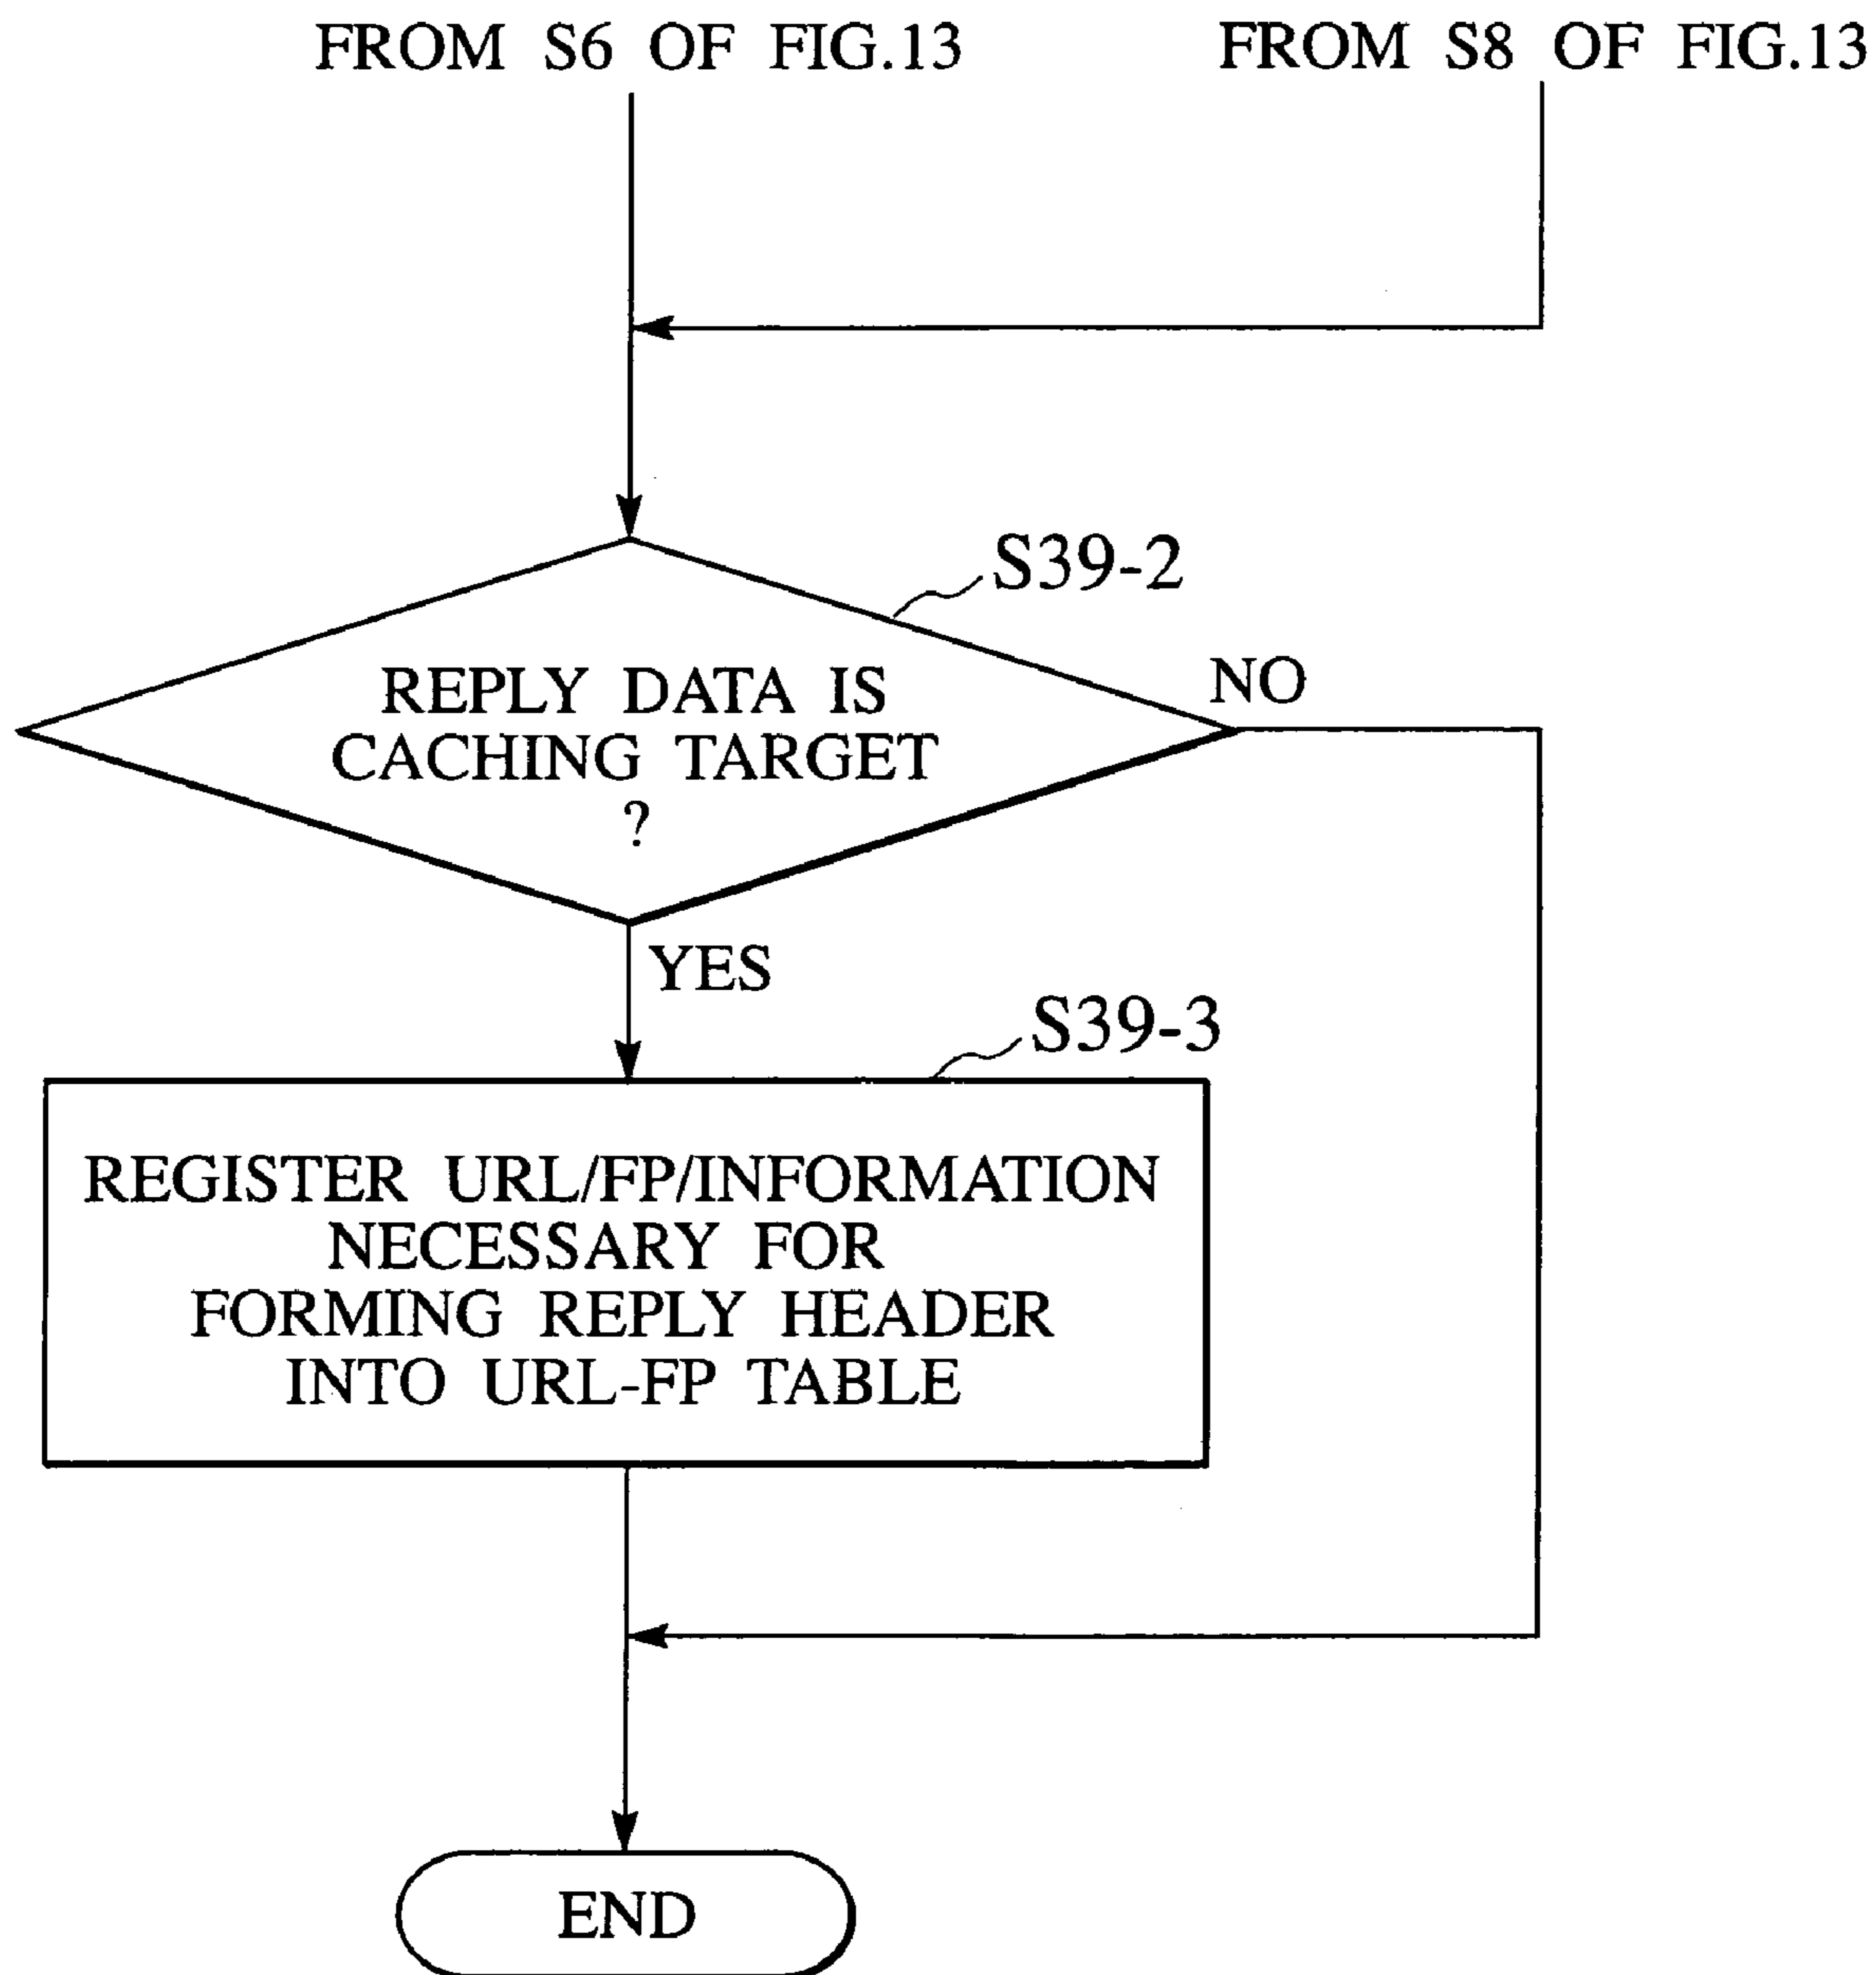 FROM S6 OF FIG.13
FROM S8 OF FIG.13
S39-2
REPLY DATA IS
CACHING TARGET
?
NO
YES
S39-3
REGISTER URL/FP/INFORMATION
NECESSARY FOR
FORMING REPLY HEADER
INTO URL-FP TABLE
END